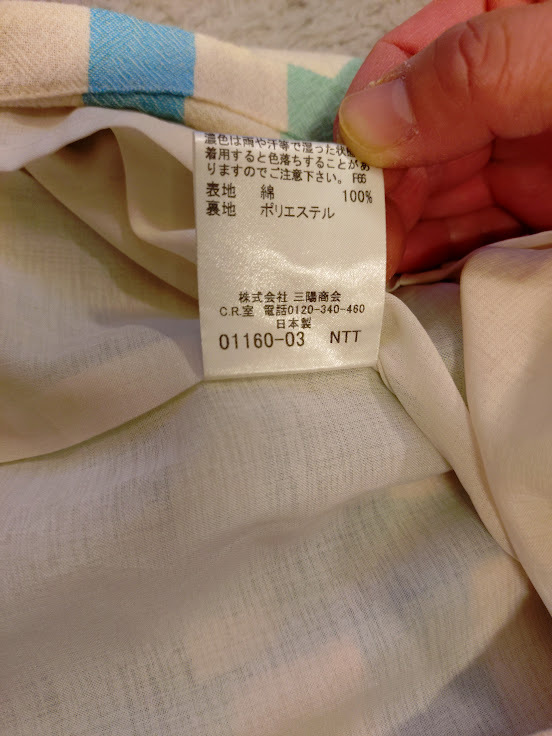 濃色は雨や汗等で湿った状
着用すると色落ちすることがあ
りますのでご注意下さい。 F66
表地 綿 100%
裏地 ポリエステル
株式会社 三陽商会
C.R.室 電話0120-340-460
日本製
01160-03 NTT